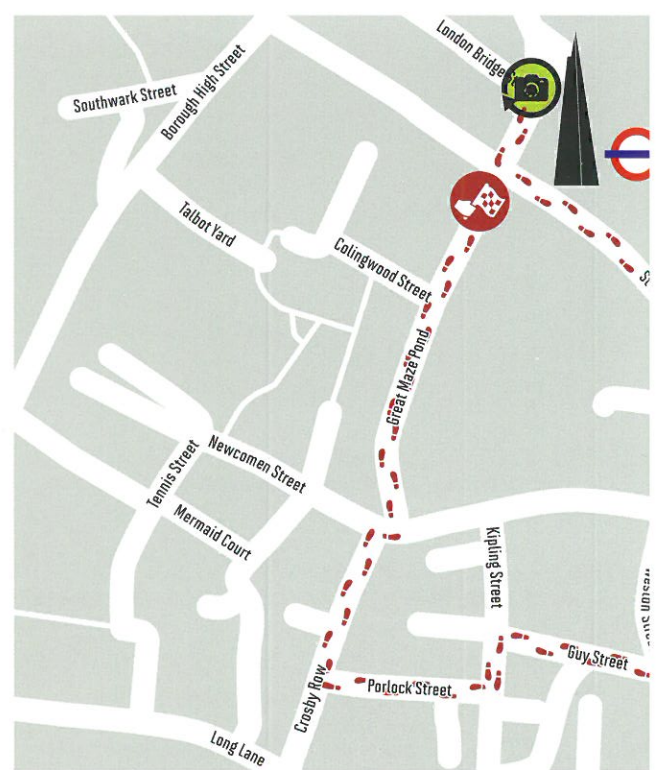 London Bridge
Southwark Street
Borough High Street
Talbot Yard
Colingwood Street
St
Great Maze Pond
Newcomen Street
Tennis Street
Mermaid Court
Kipling Street
Guy Street
Porlock Street
Crosby Row
Long Lane